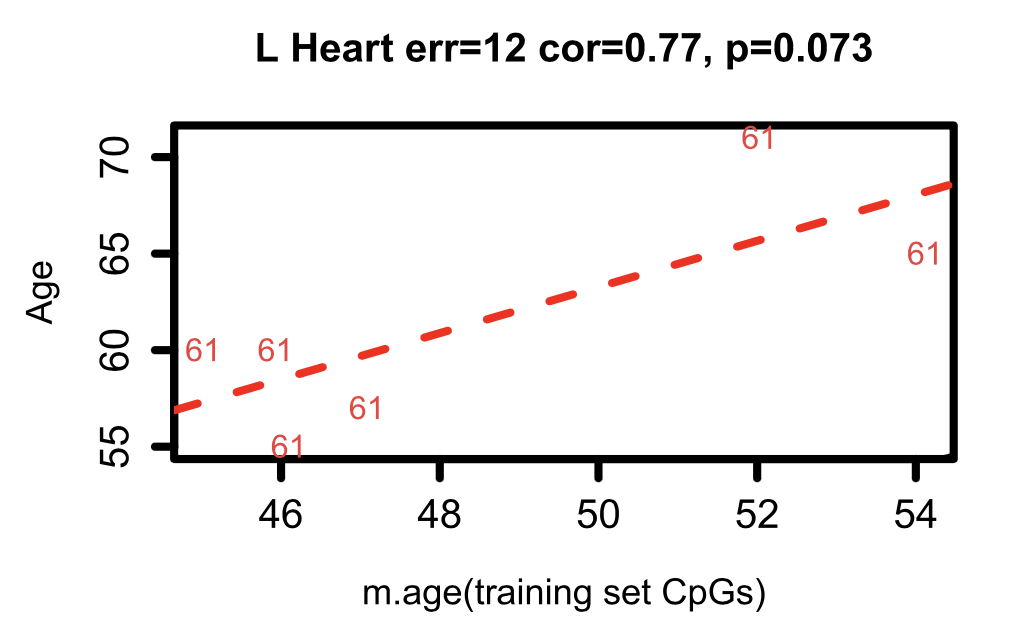 L Heart err=12 cor=0.77, p=0.073
70
65
60
55
Age
61
61
61
61
61
61
46 48 50 52 54
m.age(training set CpGs)